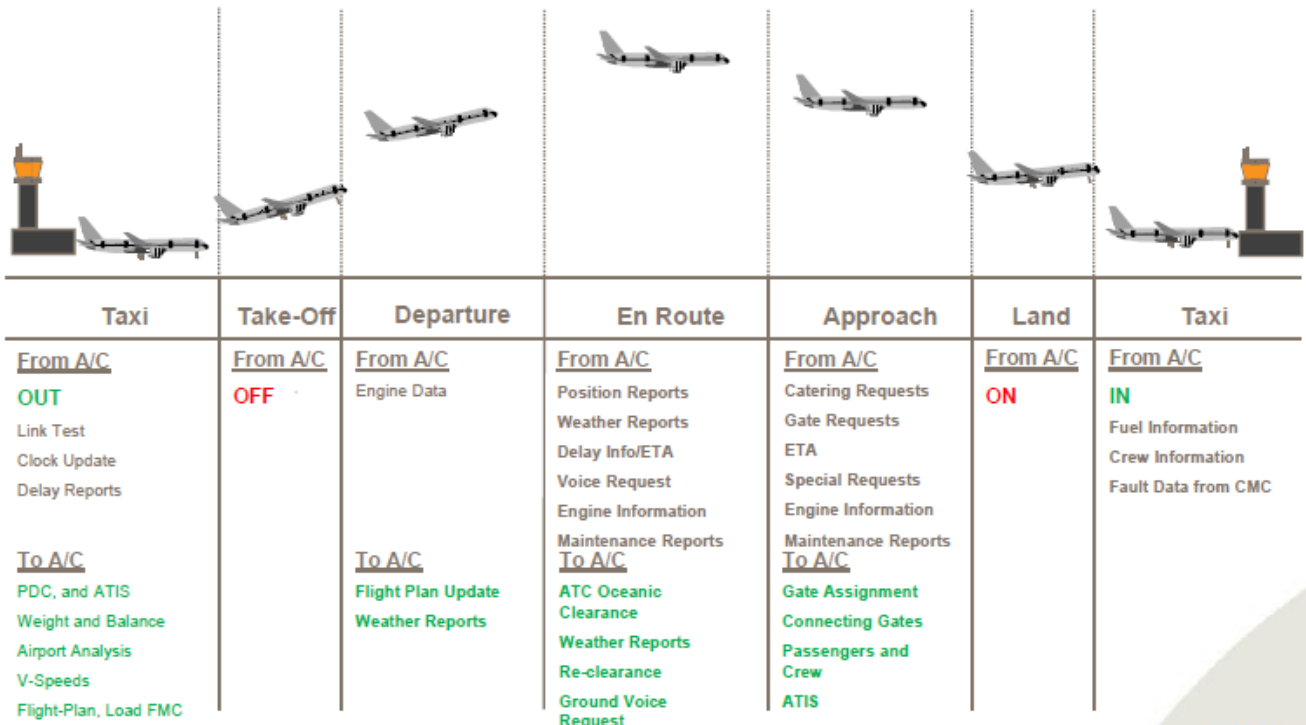 Taxi
Take-Off
Departure
En Route
Approach
Land
Taxi
From A/C
OUT
Link Test
Clock Update
Delay Reports
To A/C
PDC, and ATIS
Weight and Balance
Airport Analysis
V-Speeds
Flight-Plan, Load FMC
From A/C
OFF
From A/C
Engine Data
To A/C
Flight Plan Update
Weather Reports
From A/C
Position Reports
Weather Reports
Delay Info/ETA
Voice Request
Engine Information
Maintenance Reports
To A/C
ATC Oceanic
Clearance
Weather Reports
Re-clearance
Ground Voice
Request
From A/C
Catering Requests
Gate Requests
ETA
Special Requests
Engine Information
Maintenance Reports
To A/C
Gate Assignment
Connecting Gates
Passengers and
Crew
ATIS
From A/C
ON
From A/C
IN
Fuel Information
Crew Information
Fault Data from CMC